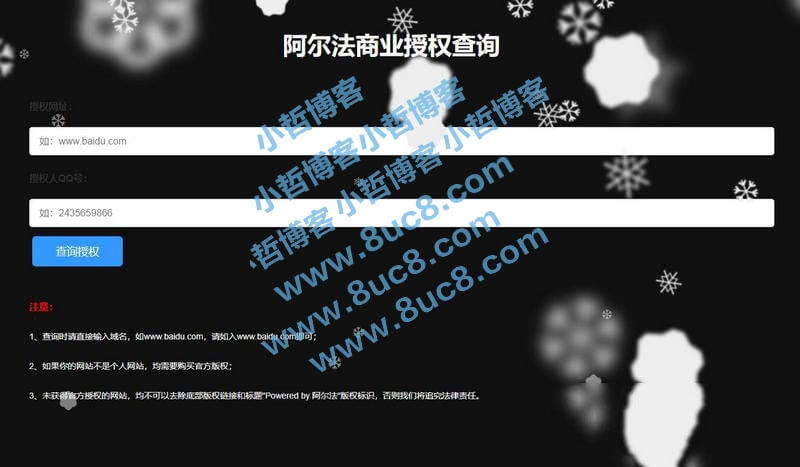 阿尔法商业授权查询
授权网址:
如：www.baidu.com
授权人QQ号:
如：2435659866
查询授权
注意：
1、查询时请直接输入域名，如www.baidu.com，请如入www.baidu.com即可；
2、如果你的网站不是个人网站，均需要购买官方版权；
3、未获得官方授权的网站，均不可以去除底部版权链接和标题"Powered by 阿尔法"版权标识，否则我们将追究法律责任。
小哲博客小哲博客
小哲博客小哲博客
哲博客
www.8uc8.com
www.8uc8.com
www.8uc8.com